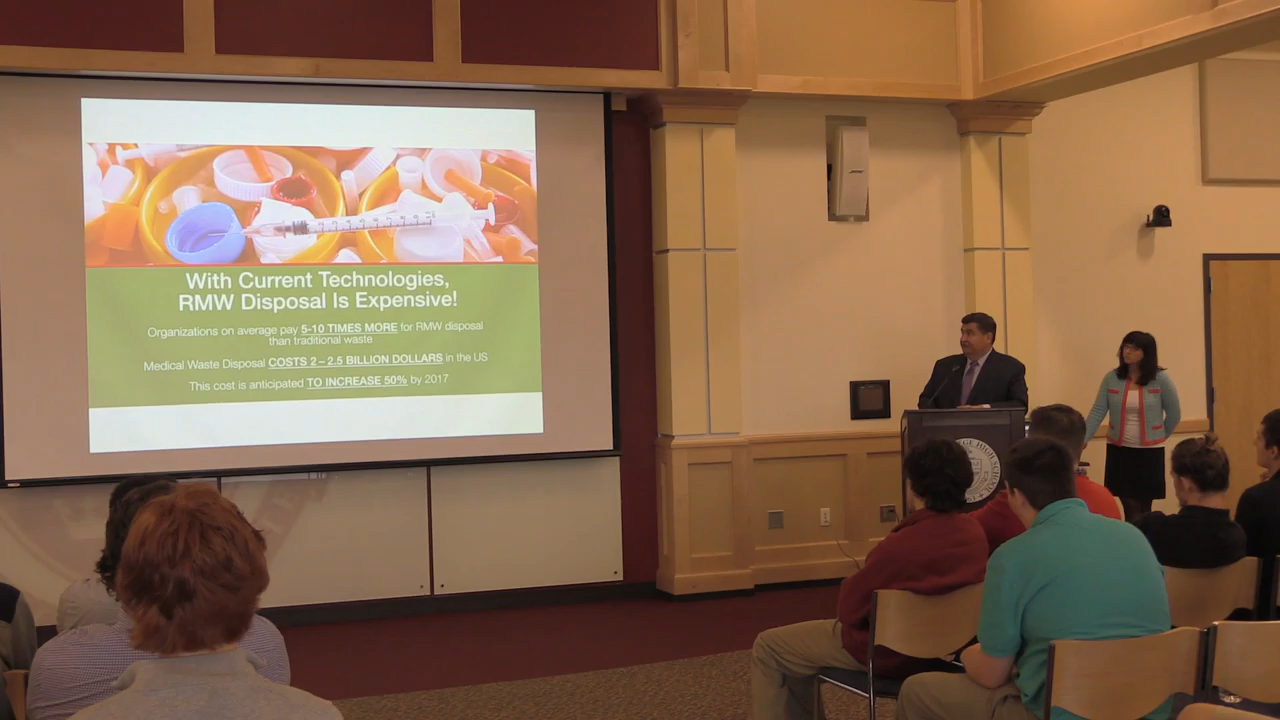 With Current Technologies,
RMW Disposal Is Expensive!
Organizations on average pay 5-10 TIMES MORE for RMW disposal
than traditional waste
Medical Waste Disposal COSTS 2 – 2.5 BILLION DOLLARS in the US
This cost is anticipated TO INCREASE 50% by 2017
HIGH SCHOOL